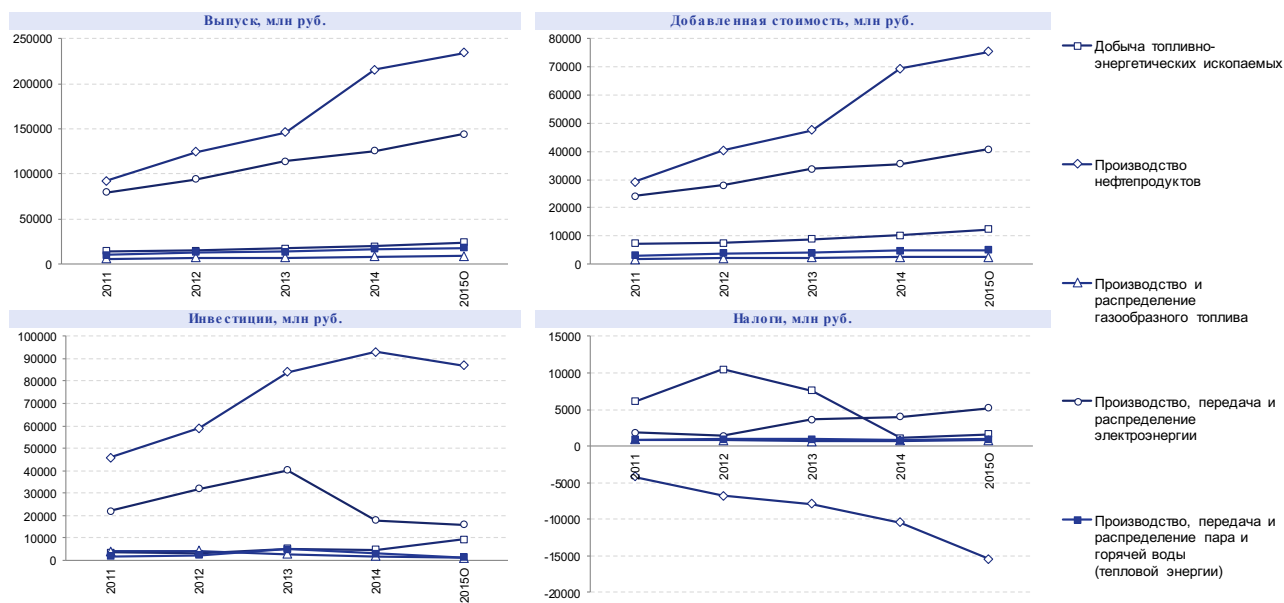 Выпуск, млн руб.
250000
200000
150000
100000
50000
0
2011
2012
2013
2014
2015О
Добавленная стоимость, млн руб.
80000
70000
60000
50000
40000
30000
20000
10000
0
2011
2012
2013
2014
2015О
Инвестиции, млн руб.
100000
90000
80000
70000
60000
50000
40000
30000
20000
10000
0
2011
2012
2013
2014
2015О
Налоги, млн руб.
15000
10000
5000
0
-5000
-10000
-15000
-20000
2011
2012
2013
2014
2015О
Добыча топливно-
энергетических ископаемых
Производство
нефтепродуктов
Производство и
распределение
газообразного топлива
Производство, передача и
распределение
электроэнергии
Производство, передача и
распределение пара и
горячей воды
(тепловой энергии)